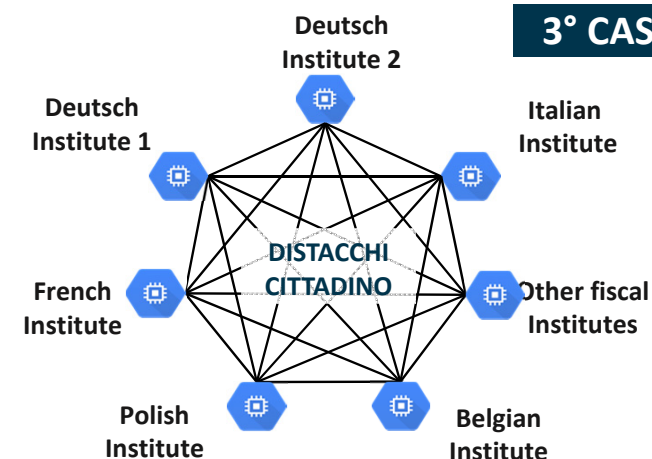 3° CAS
Deutsch
Institute 2
Deutsch
Institute 1
Italian
Institute
DISTACCHI
CITTADINO
French
Institute
Other fiscal
Institutes
Polish
Institute
Belgian
Institute